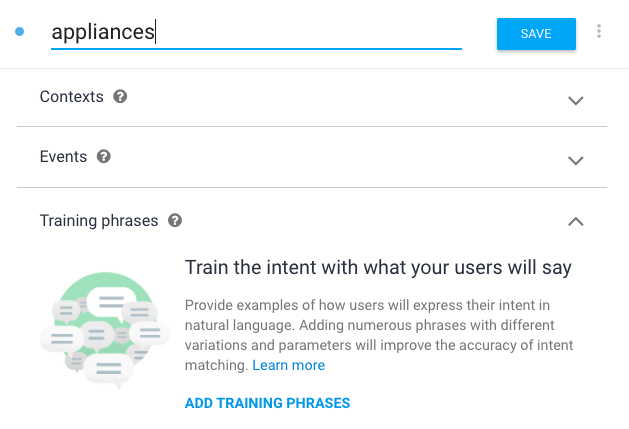 appliances
SAVE
Contexts
Events
Training phrases
Train the intent with what your users will say
Provide examples of how users will express their intent in
natural language. Adding numerous phrases with different
variations and parameters will improve the accuracy of intent
matching. Learn more
ADD TRAINING PHRASES